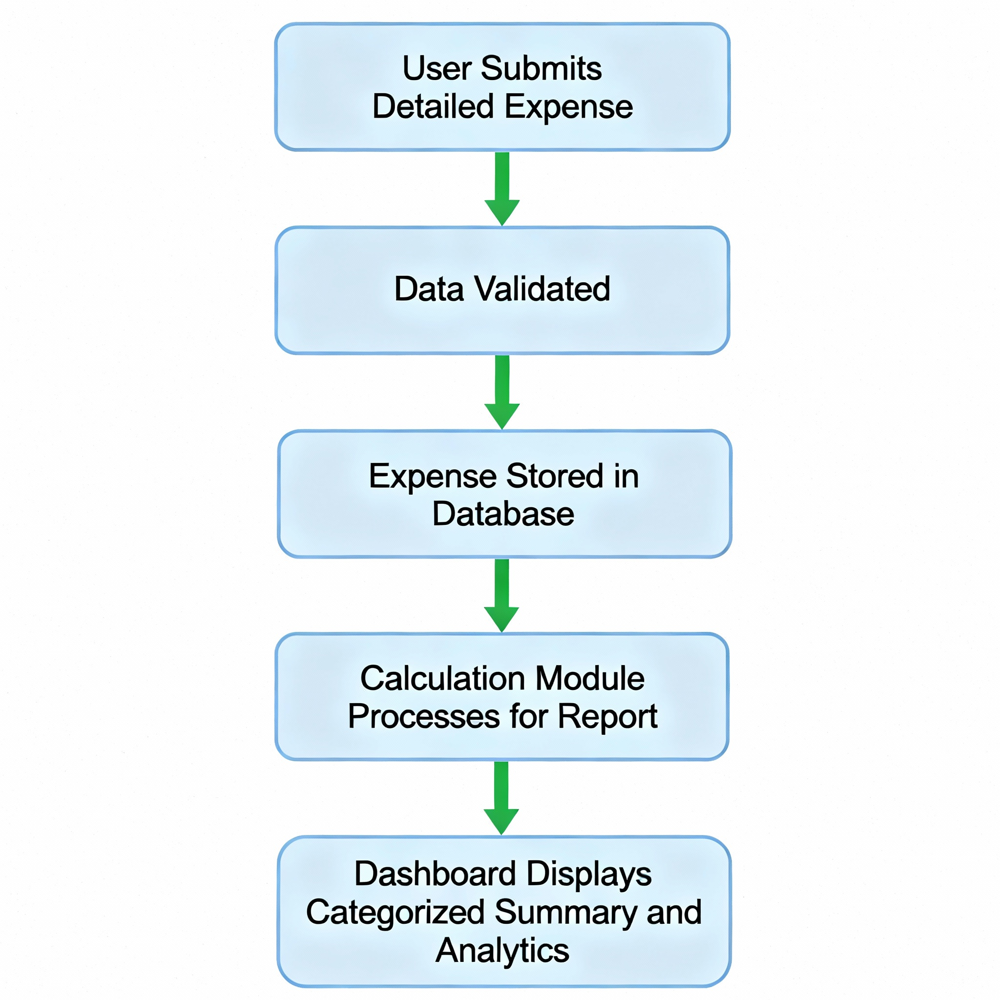 User Submits
Detailed Expense
Data Validated
Expense Stored in
Database
Calculation Module
Processes for Report
Dashboard Displays
Categorized Summary and
Analytics